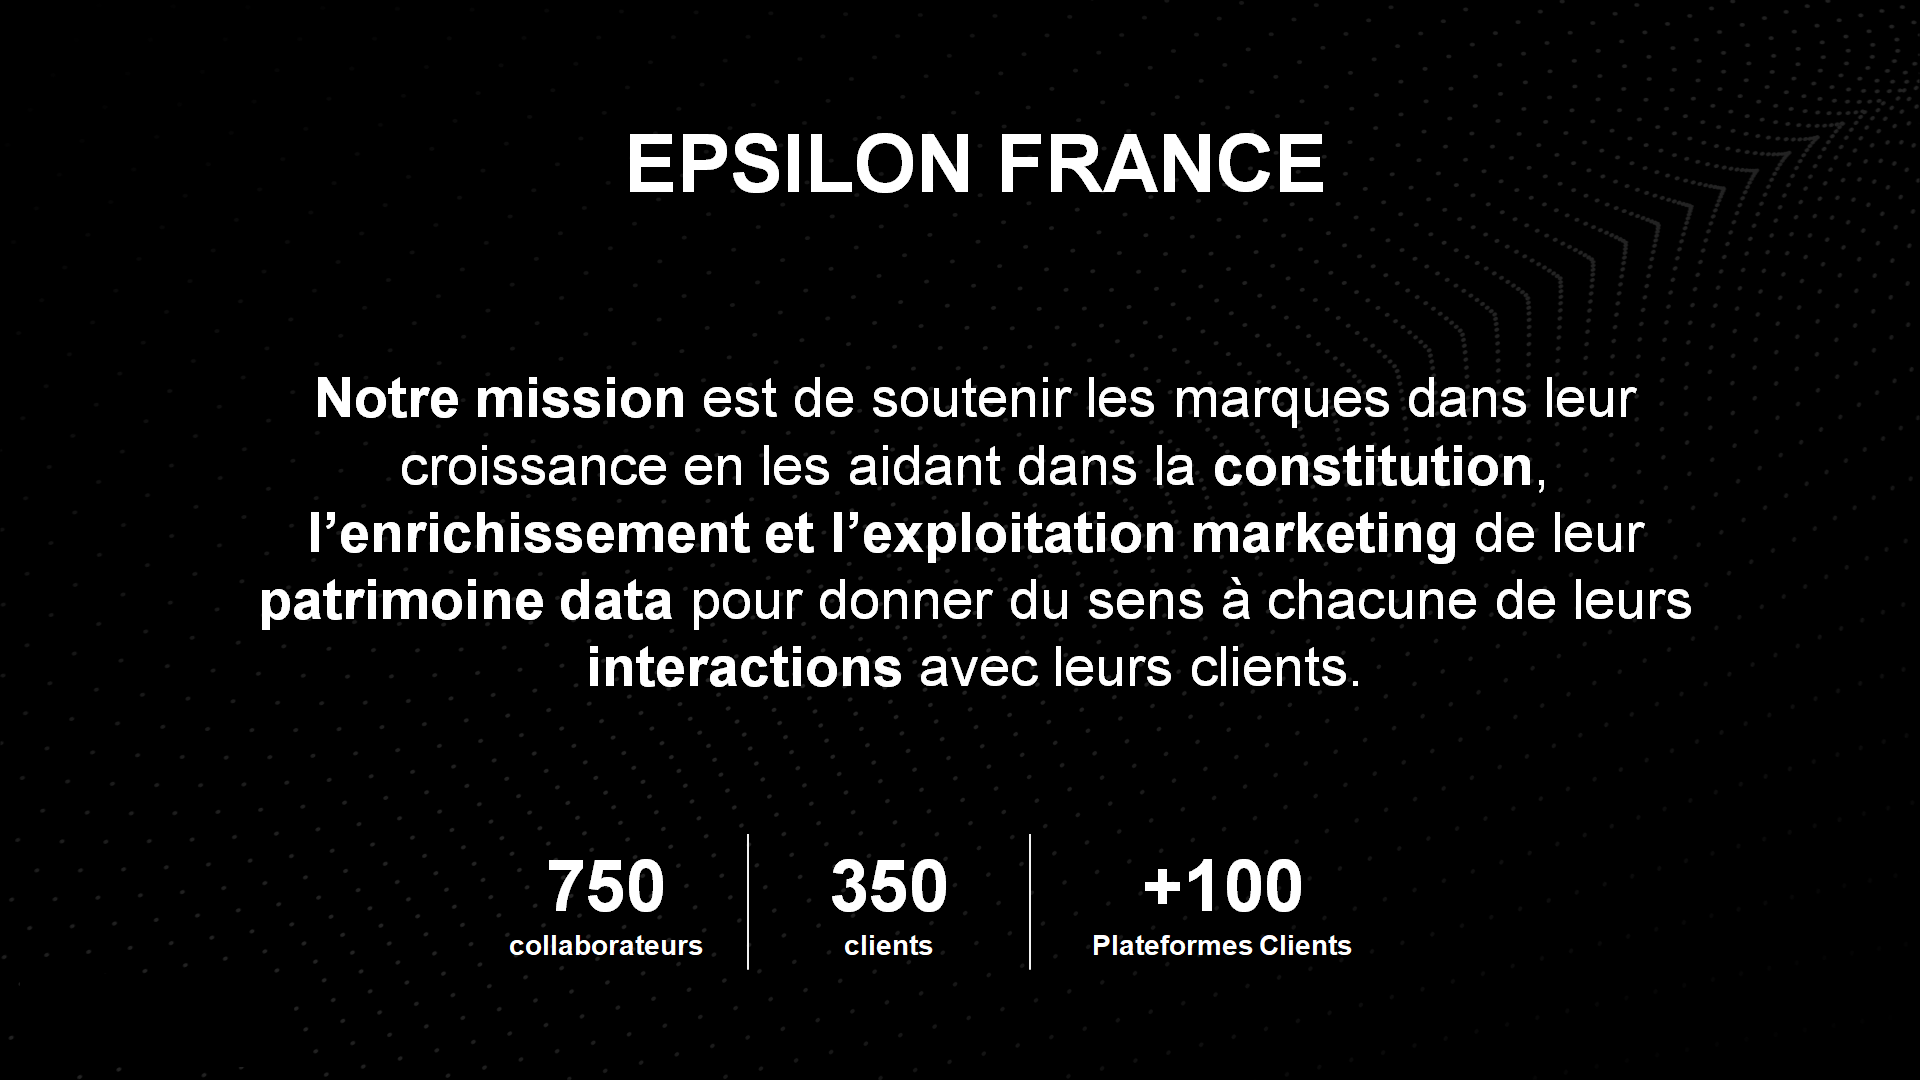 EPSILON FRANCE
Notre mission est de soutenir les marques dans leur
croissance en les aidant dans la constitution,
l’enrichissement et l’exploitation marketing de leur
patrimoine data pour donner du sens à chacune de leurs
interactions avec leurs clients.
750
collaborateurs
350
clients
+100
Plateformes Clients